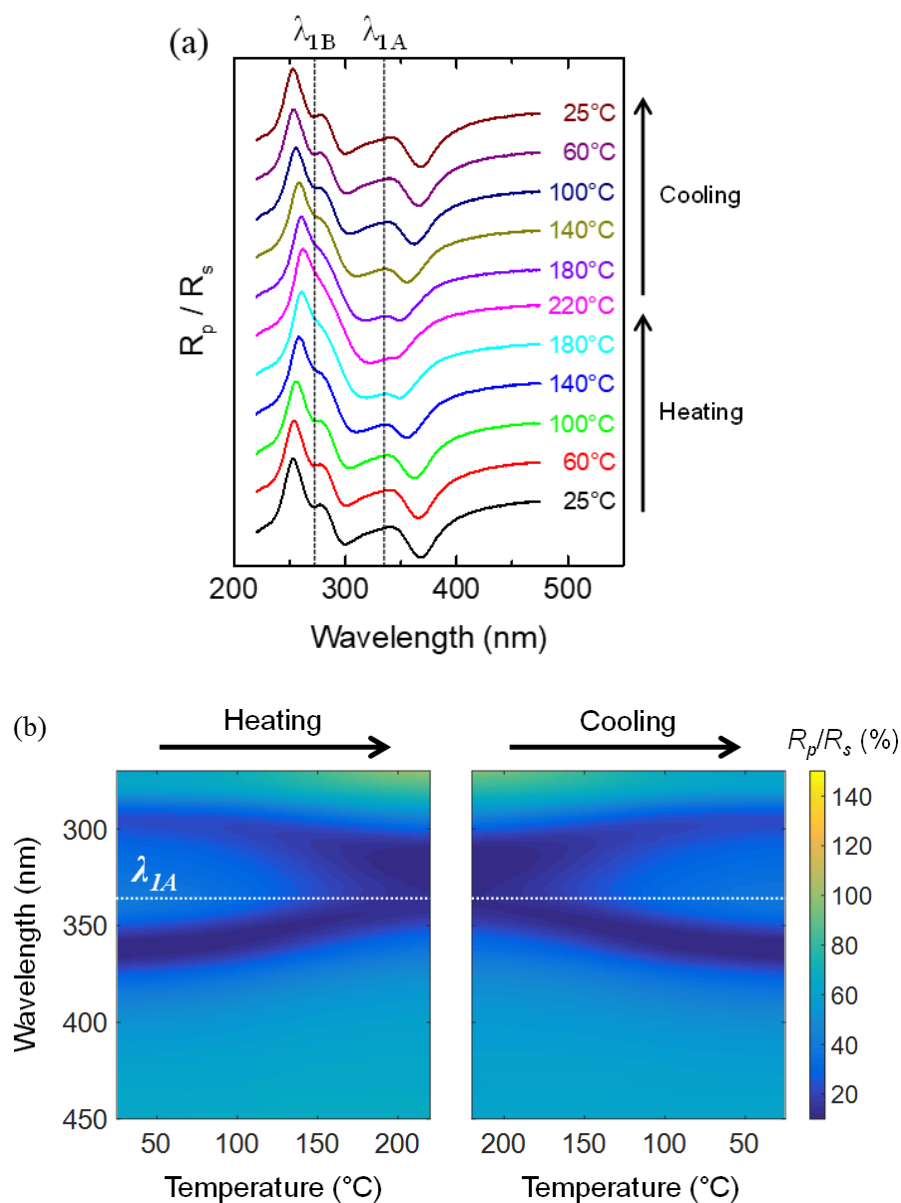 (a)
λ1B λ1A
25°C
60°C
100°C
140°C
180°C
220°C
180°C
140°C
100°C
60°C
25°C
Cooling
Heating
Rp / Rs
200 300 400 500
Wavelength (nm)
(b)
Heating
Cooling
Rp/Rs (%)
Wavelength (nm)
300
350
400
450
λ1A
140
120
100
80
60
40
20
50 100 150 200
200 150 100 50
Temperature (°C)
Temperature (°C)